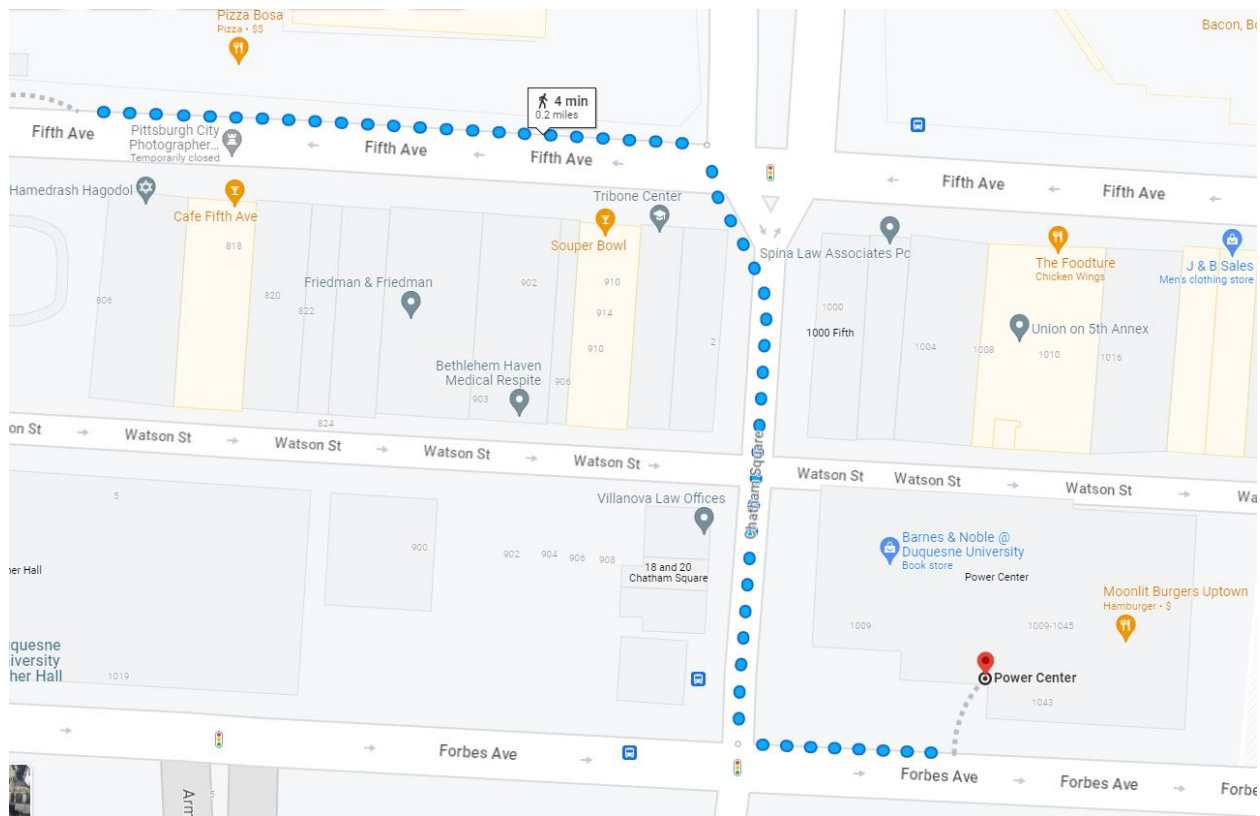 Pizza Bosa
Pizza • $$
Bacon, Bo
4 min
0.2 miles
Fifth Ave
Pittsburgh City
Photographer...
Temporarily closed
Fifth Ave
Fifth Ave
Fifth Ave
Fifth Ave
Hamedrash Hagodol
Cafe Fifth Ave
818
Tribone Center
Souper Bowl
Spina Law Associates Pc
The Foodture
Chicken Wings
J & B Sales
Men's clothing store
806
820
822
Friedman & Friedman
902
910
914
910
2
1000
1000 Fifth
1004
1008
Union on 5th Annex
1010
1016
Bethlehem Haven
Medical Respite
903
906
824
on St
Watson St
Watson St
Watson St
Watson St
Chatham Square
Watson St
Watson St
Watson St
Wa
5
900
902
904
906
908
Villanova Law Offices
18 and 20
Chatham Square
Barnes & Noble @
Duquesne University
Book store
Power Center
Moonlit Burgers Uptown
Hamburger • $
1009
1009-1045
her Hall
uquesne
iversity
her Hall
1019
Power Center
1043
Forbes Ave
Forbes Ave
Forbes Ave
Forbe
Arm
5